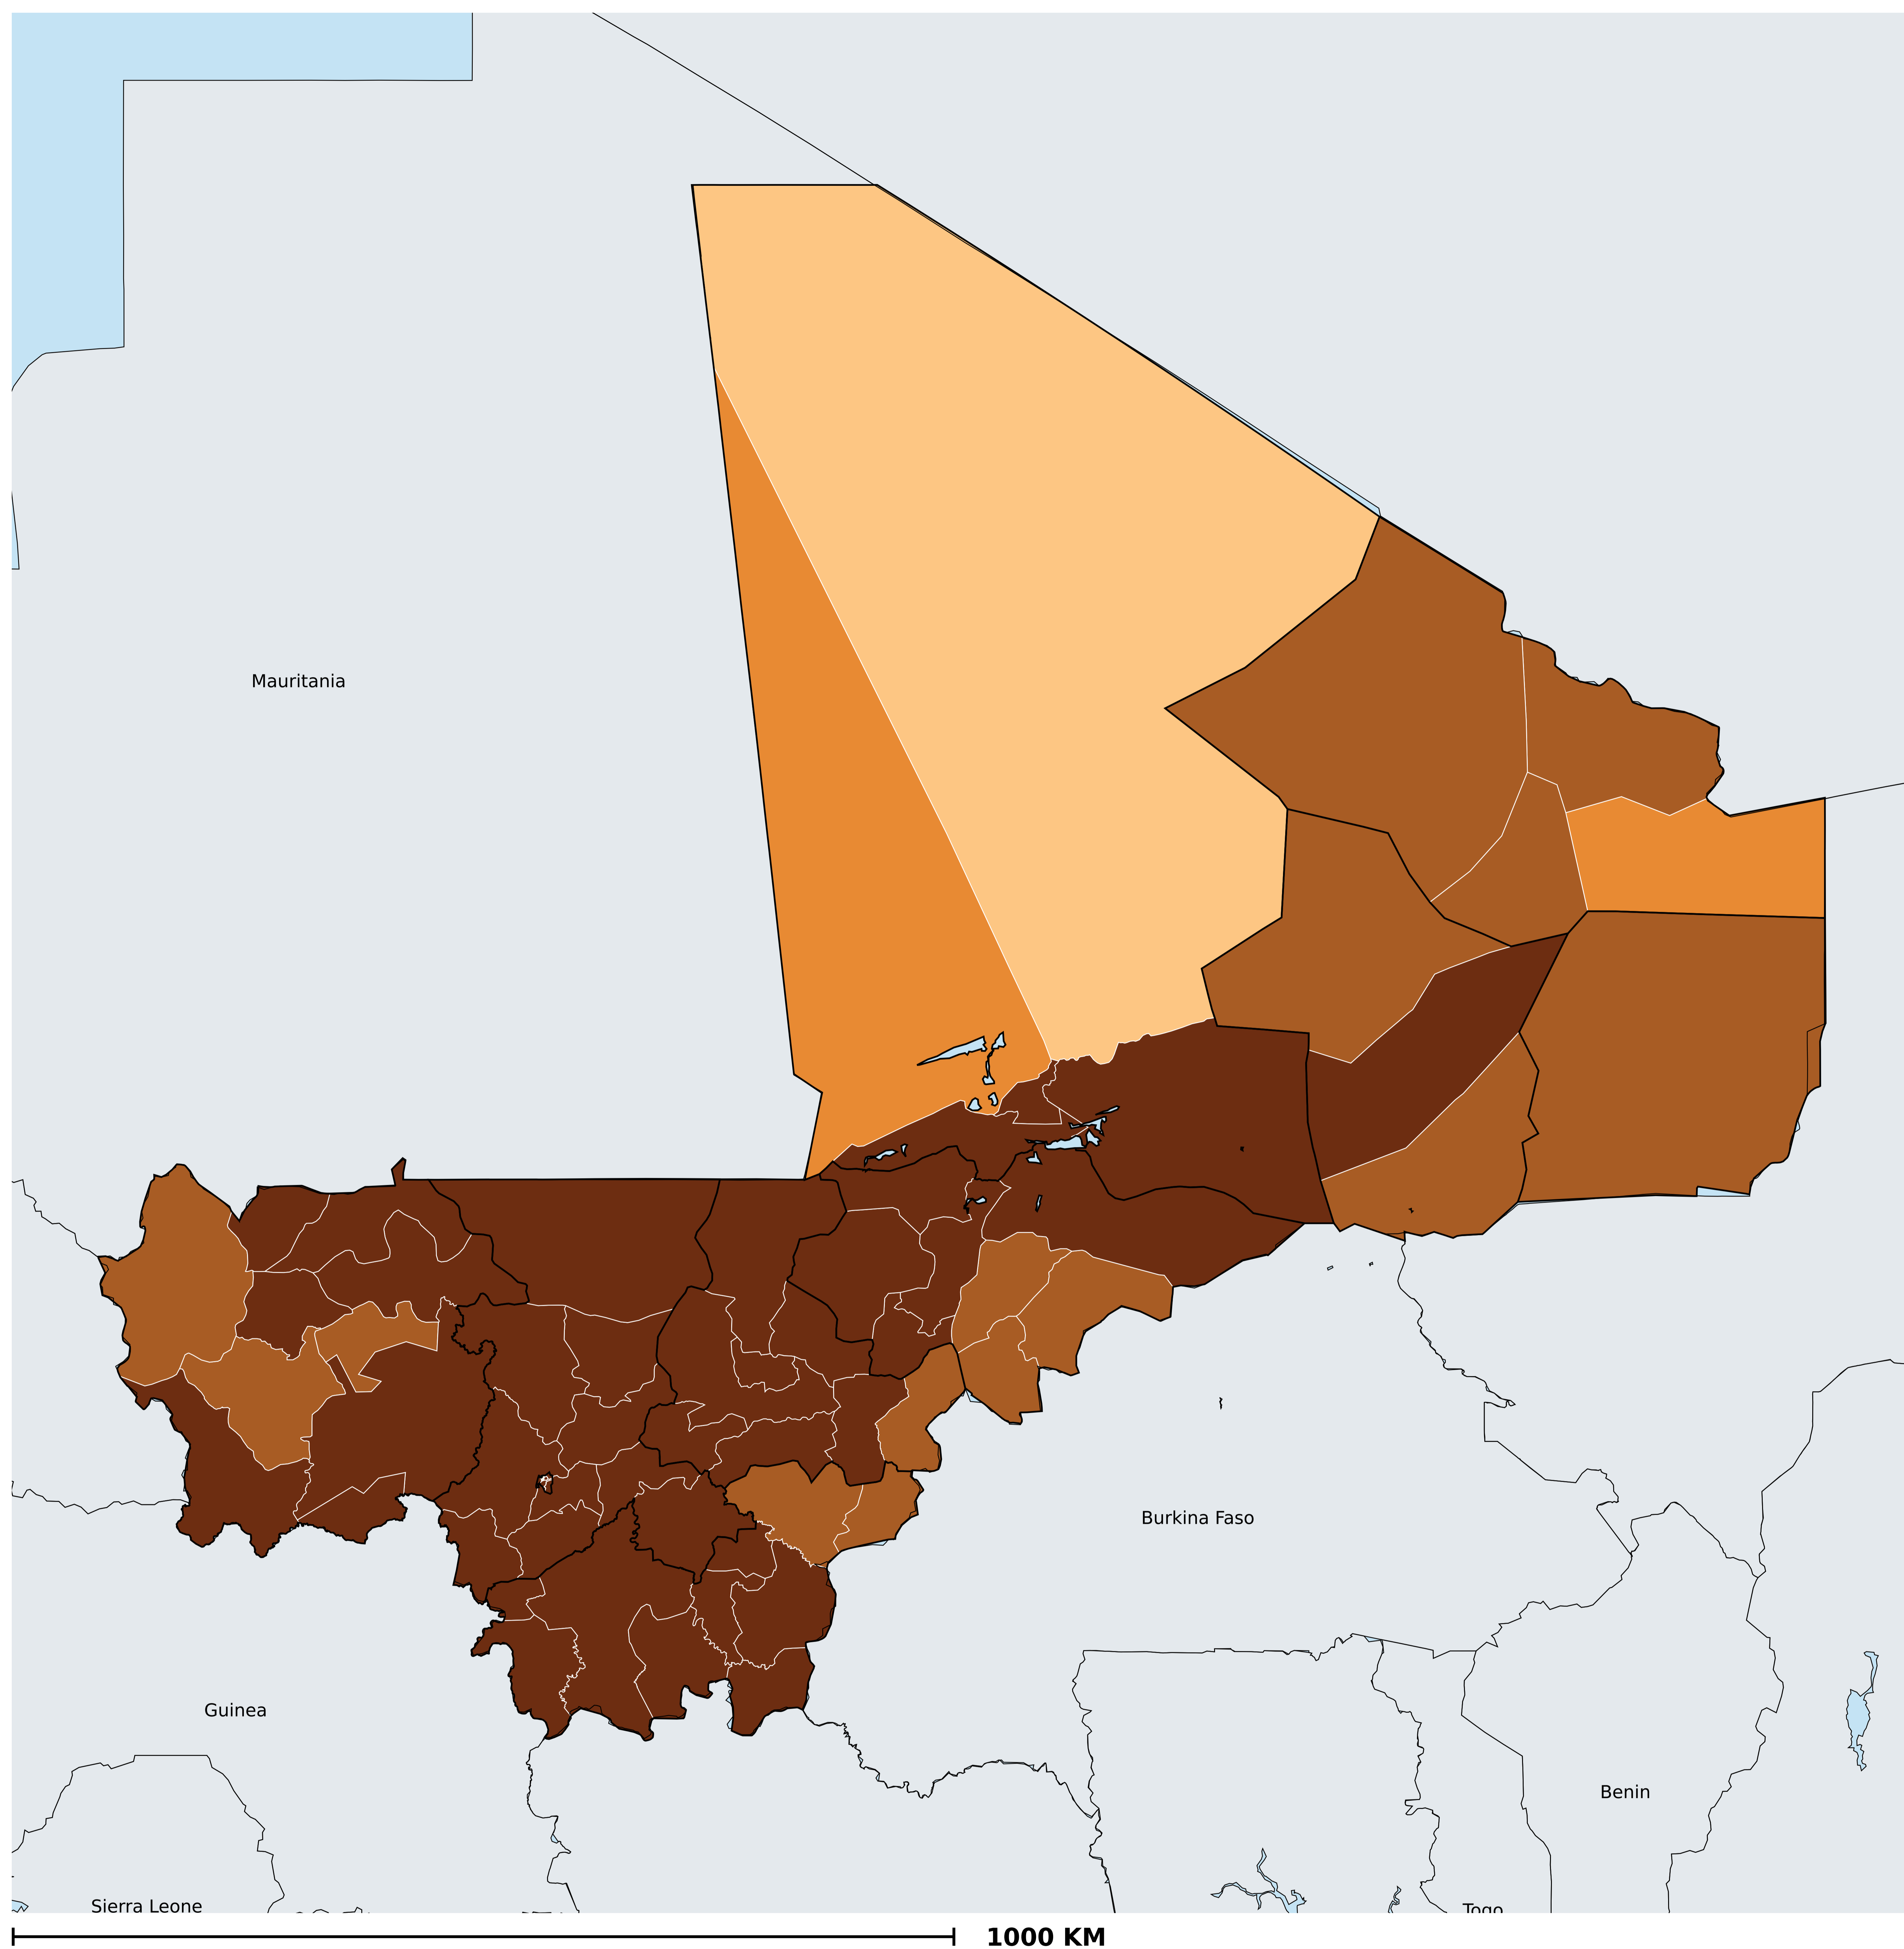 Mauritania
Burkina Faso
Guinea
Benin
Sierra Leone
Togo
1000 KM